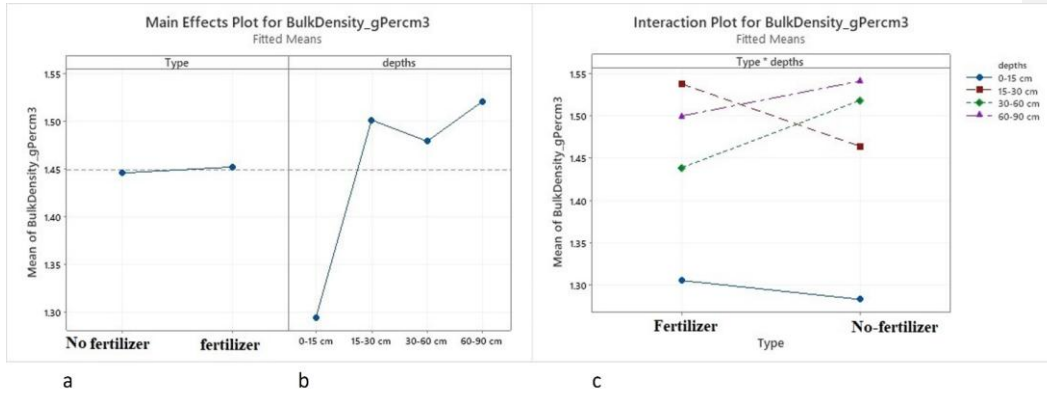 Main Effects Plot for BulkDensity_gPercm3
Fitted Means
Type depths
Mean of BulkDensity_gPercm3
1.55
1.50
1.45
1.40
1.35
1.30
No fertilizer fertilizer 0-15 cm 15-30 cm 30-60 cm 60-90 cm
Interaction Plot for BulkDensity_gPercm3
Fitted Means
Type * depths
Mean of BulkDensity_gPercm3
1.55
1.50
1.45
1.40
1.35
1.30
Fertilizer No-fertilizer
Type
depths
0-15 cm
15-30 cm
30-60 cm
60-90 cm
a b c